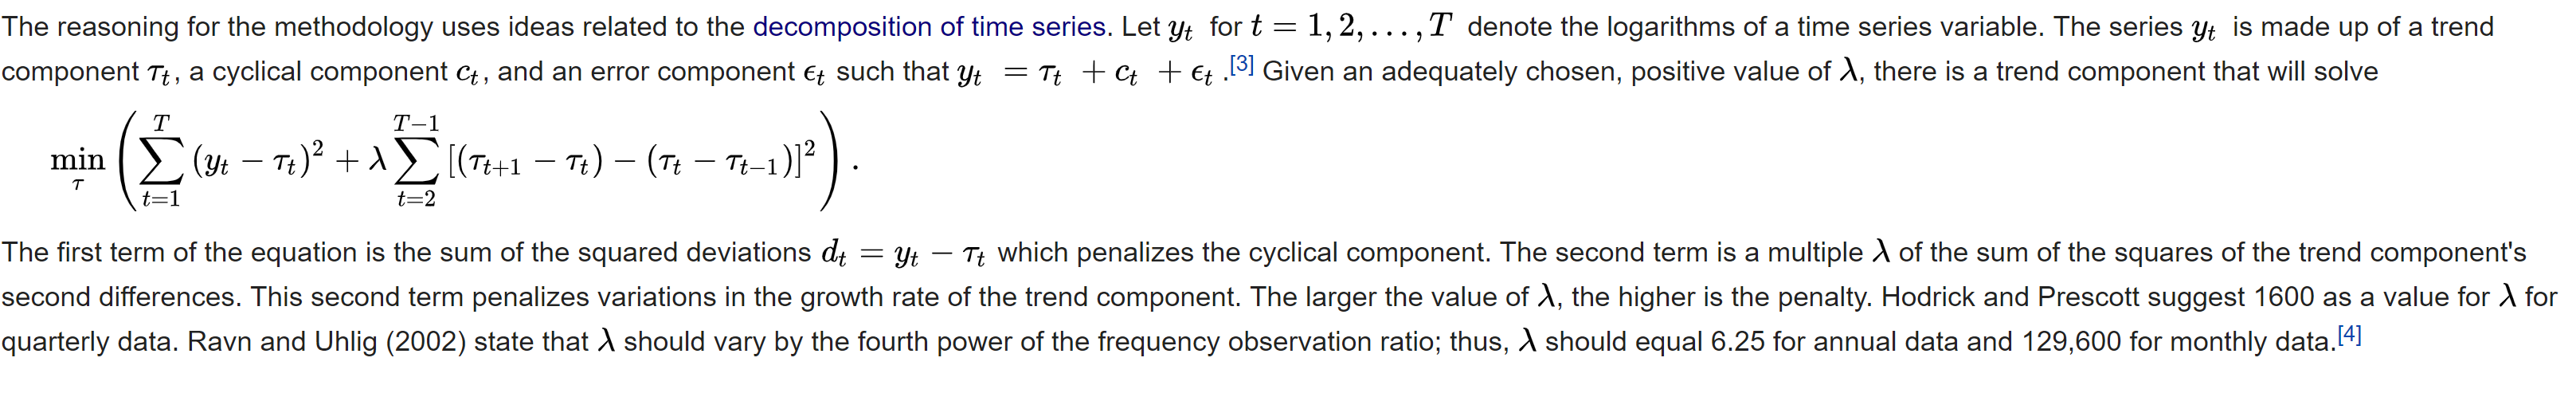 The reasoning for the methodology uses ideas related to the decomposition of time series. Let $y_t$ for $t = 1, 2, \ldots, T$ denote the logarithms of a time series variable. The series $y_t$ is made up of a trend
component $\tau_t$, a cyclical component $c_t$, and an error component $\epsilon_t$ such that $y_t = \tau_t + c_t + \epsilon_t$.[3] Given an adequately chosen, positive value of $\lambda$, there is a trend component that will solve
$\min_{\tau} \left( \sum_{t=1}^{T} (y_t - \tau_t)^2 + \lambda \sum_{t=2}^{T-1} [(\tau_{t+1} - \tau_t) - (\tau_t - \tau_{t-1})]^2 \right).$
The first term of the equation is the sum of the squared deviations $d_t = y_t - \tau_t$ which penalizes the cyclical component. The second term is a multiple $\lambda$ of the sum of the squares of the trend component's
second differences. This second term penalizes variations in the growth rate of the trend component. The larger the value of $\lambda$, the higher is the penalty. Hodrick and Prescott suggest 1600 as a value for $\lambda$ for
quarterly data. Ravn and Uhlig (2002) state that $\lambda$ should vary by the fourth power of the frequency observation ratio; thus, $\lambda$ should equal 6.25 for annual data and 129,600 for monthly data.[4]